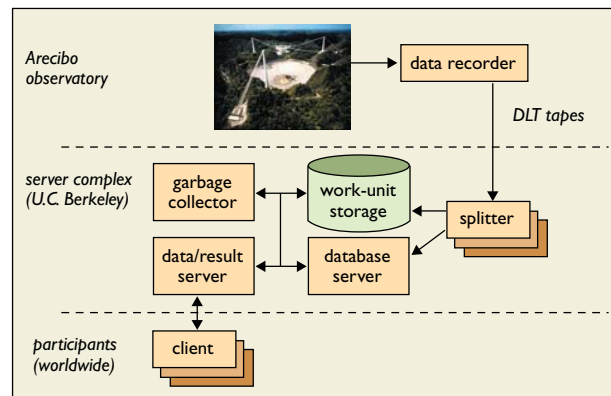 Arecibo
observatory
data recorder
DLT tapes
server complex
(U.C. Berkeley)
garbage
collector
work-unit
storage
splitter
data/result
server
database
server
participants
(worldwide)
client